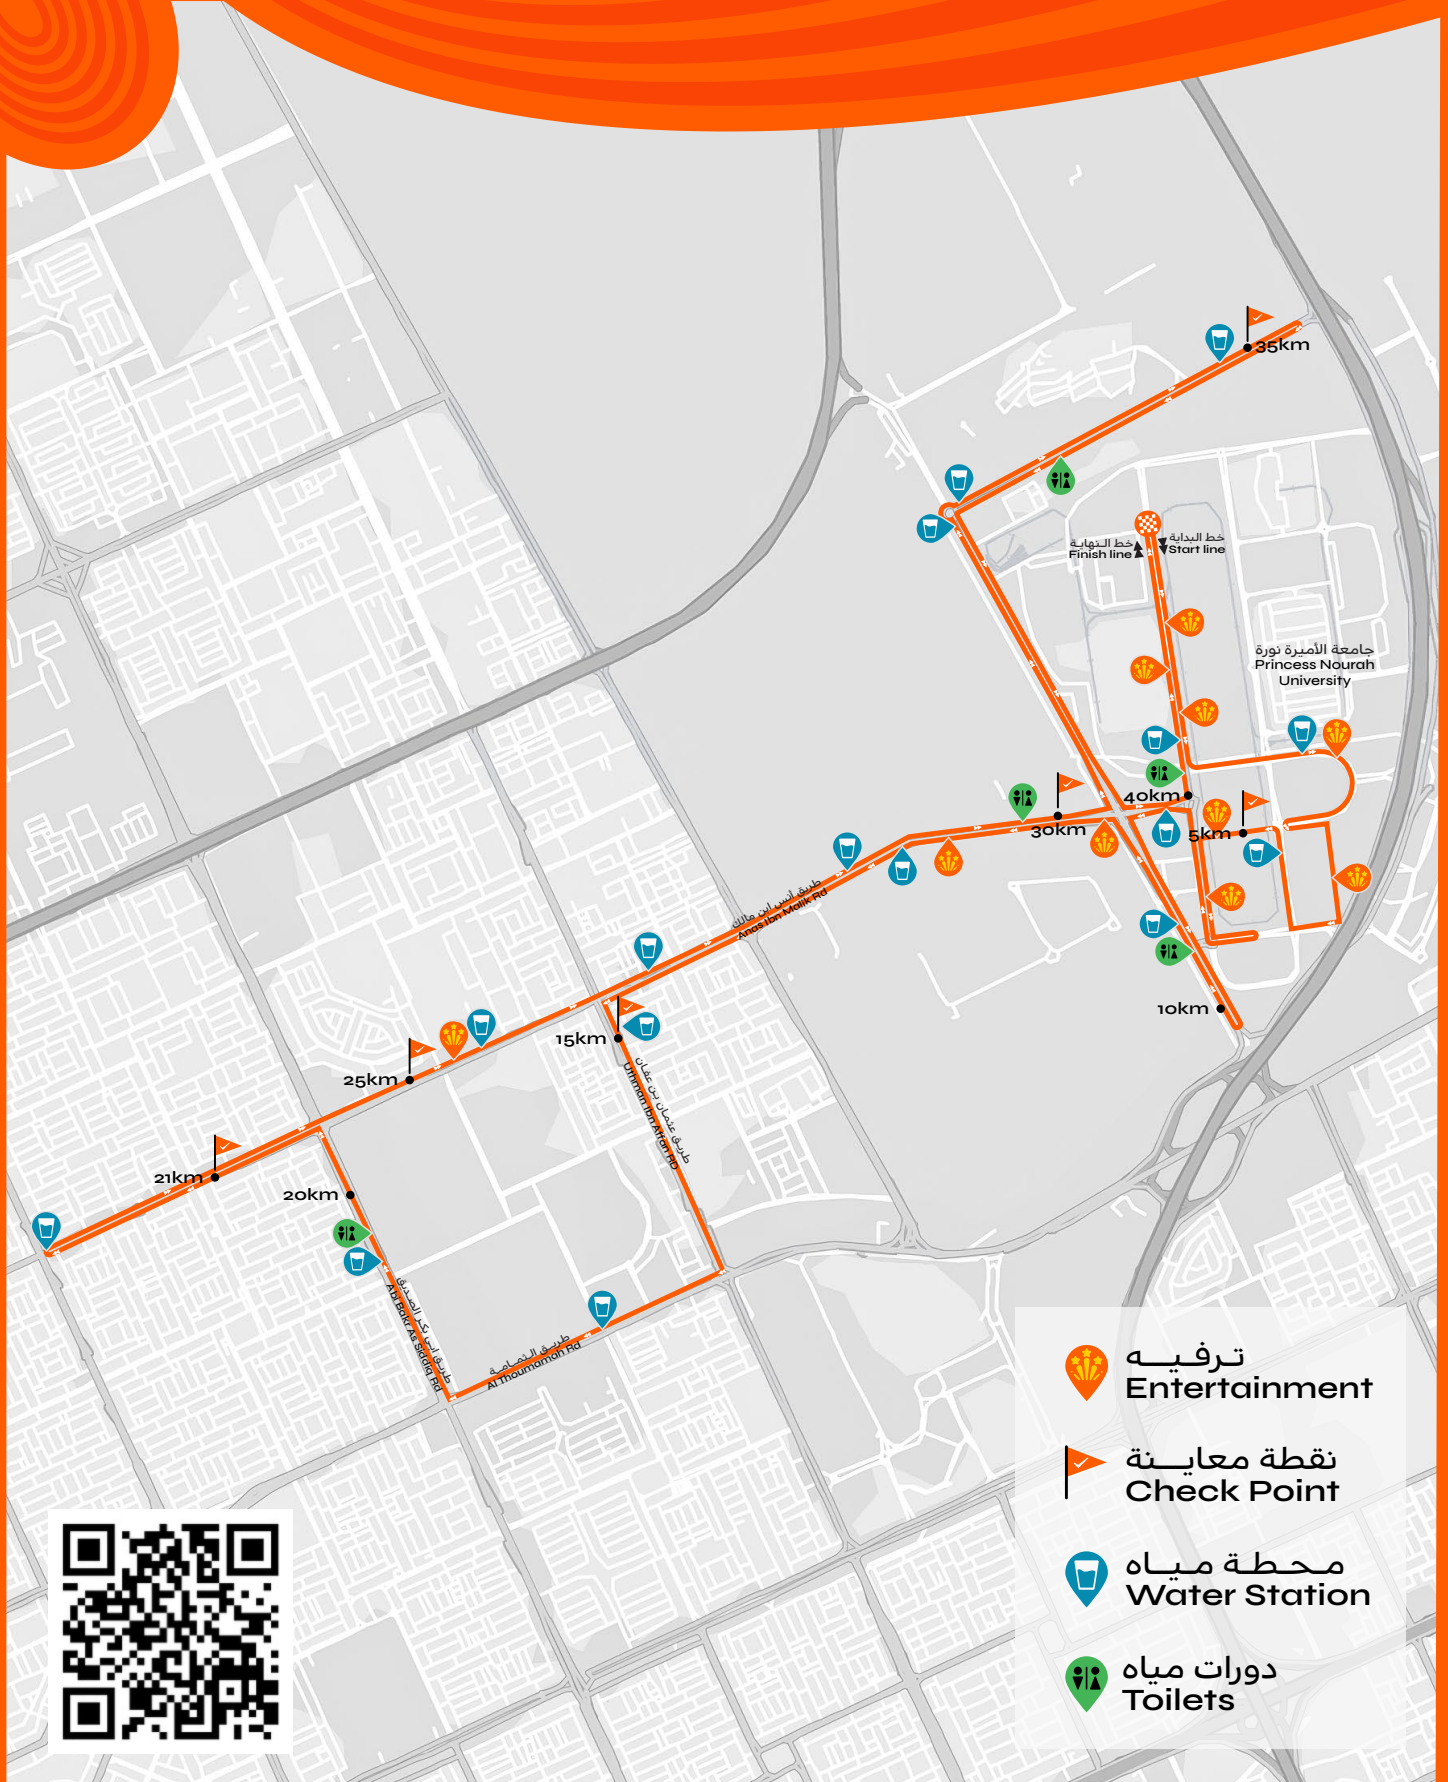 35km
خط النهاية
Finish line
خط البداية
Start line
جامعة الأميرة نورة
Princess Nourah
University
40km
30km
5km
طريق أنس ابن مالك
Anas Ibn Malik Rd
10km
15km
25km
طريق عثمان بن عفان
Uthman Ibn Affan RD
21km
20km
طريق ابي بكر الصديق
Abi Bakr As Siddiq Rd
طريق الثمامة
Al Thoumamah Rd
ترفيه
Entertainment
نقطة معاينة
Check Point
محطة مياه
Water Station
دورات مياه
Toilets